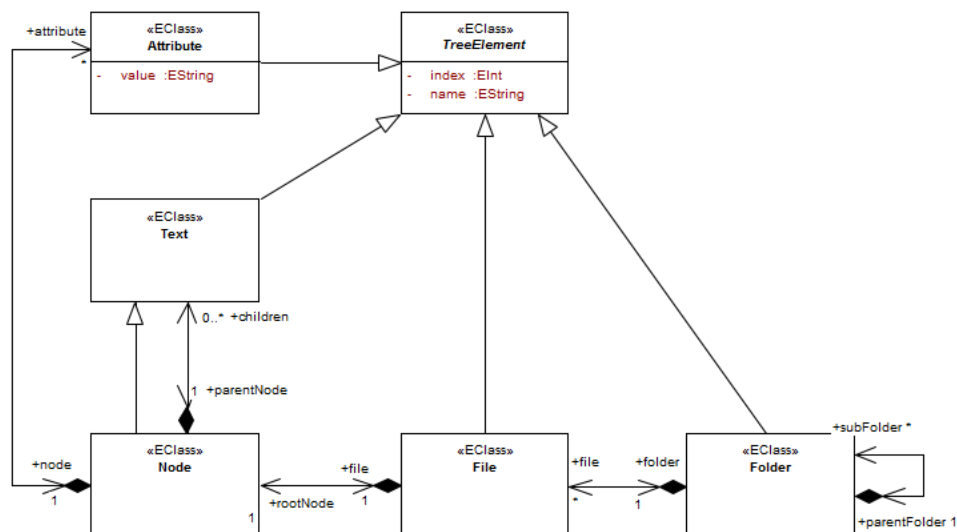 +attribute
*
«EClass»
Attribute
- value :EString
«EClass»
TreeElement
- index :EInt
- name :EString
«EClass»
Text
0..* +children
1 +parentNode
+node
1
«EClass»
Node
1
+file
1
+rootNode
«EClass»
File
+file
*
+folder
1
«EClass»
Folder
+subFolder *
+parentFolder 1